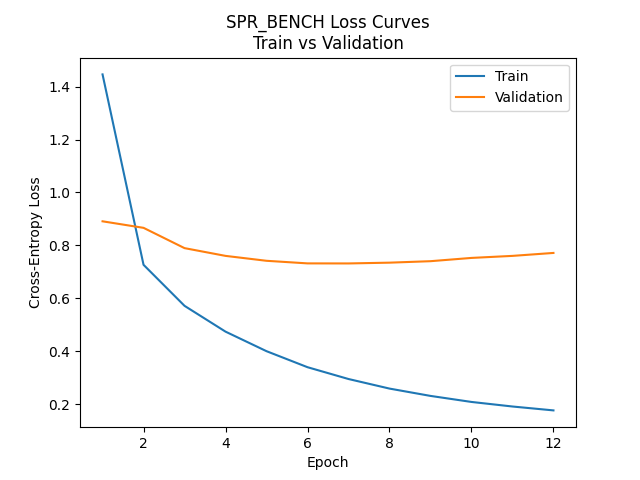 SPR_BENCH Loss Curves
Train vs Validation
Train
Validation
Cross-Entropy Loss
1.4
1.2
1.0
0.8
0.6
0.4
0.2
2
4
6
8
10
12
Epoch